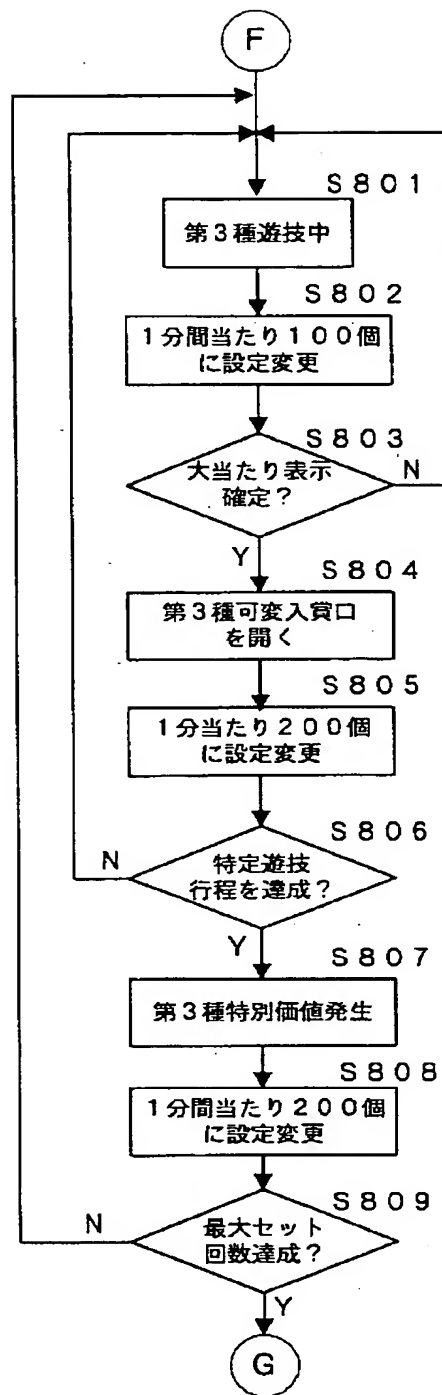 F
S801
第3種遊技中
S802
1分間当たり100個
に設定変更
S803
大当たり表示
確定?
N
Y
S804
第3種可変入賞口
を開く
S805
1分当たり200個
に設定変更
S806
特定遊技
行程を達成?
N
Y
S807
第3種特別価値発生
S808
1分間当たり200個
に設定変更
S809
最大セット
回数達成?
N
Y
G